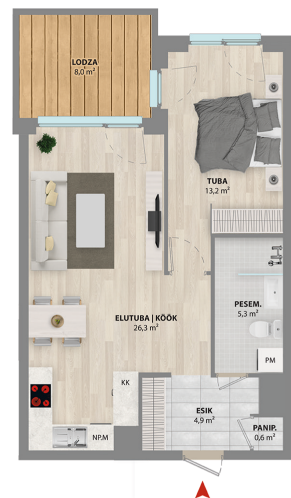 LODZA
8,0 m²
TUBA
13,2 m²
ELUTUBA | KÖÖK
26,3 m²
PESEM.
5,3 m²
PM
KK
ESIK
4,9 m²
PANIP.
0,6 m²
NP.M